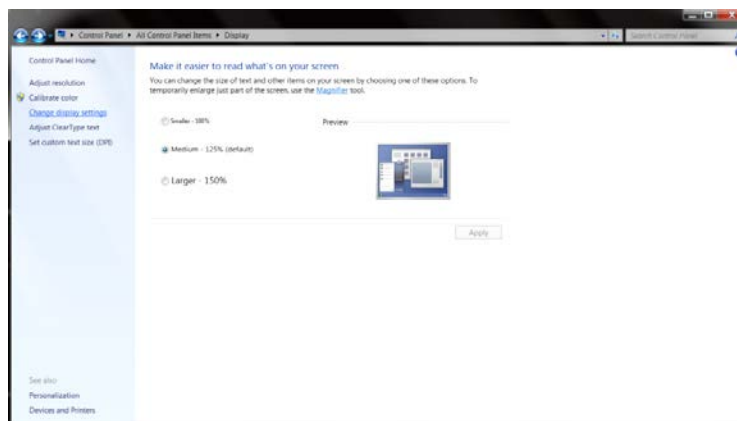 Control Panel ▸ All Control Panel Items ▸ Display
Search Control Panel
Control Panel Home
Adjust resolution
Calibrate color
Change display settings
Adjust ClearType text
Set custom text size (DPI)
See also
Personalization
Devices and Printers
Make it easier to read what's on your screen
You can change the size of text and other items on your screen by choosing one of these options. To
temporarily enlarge just part of the screen, use the Magnifier tool.
Smaller - 100%
Preview
Medium - 125% (default)
Larger - 150%
Apply